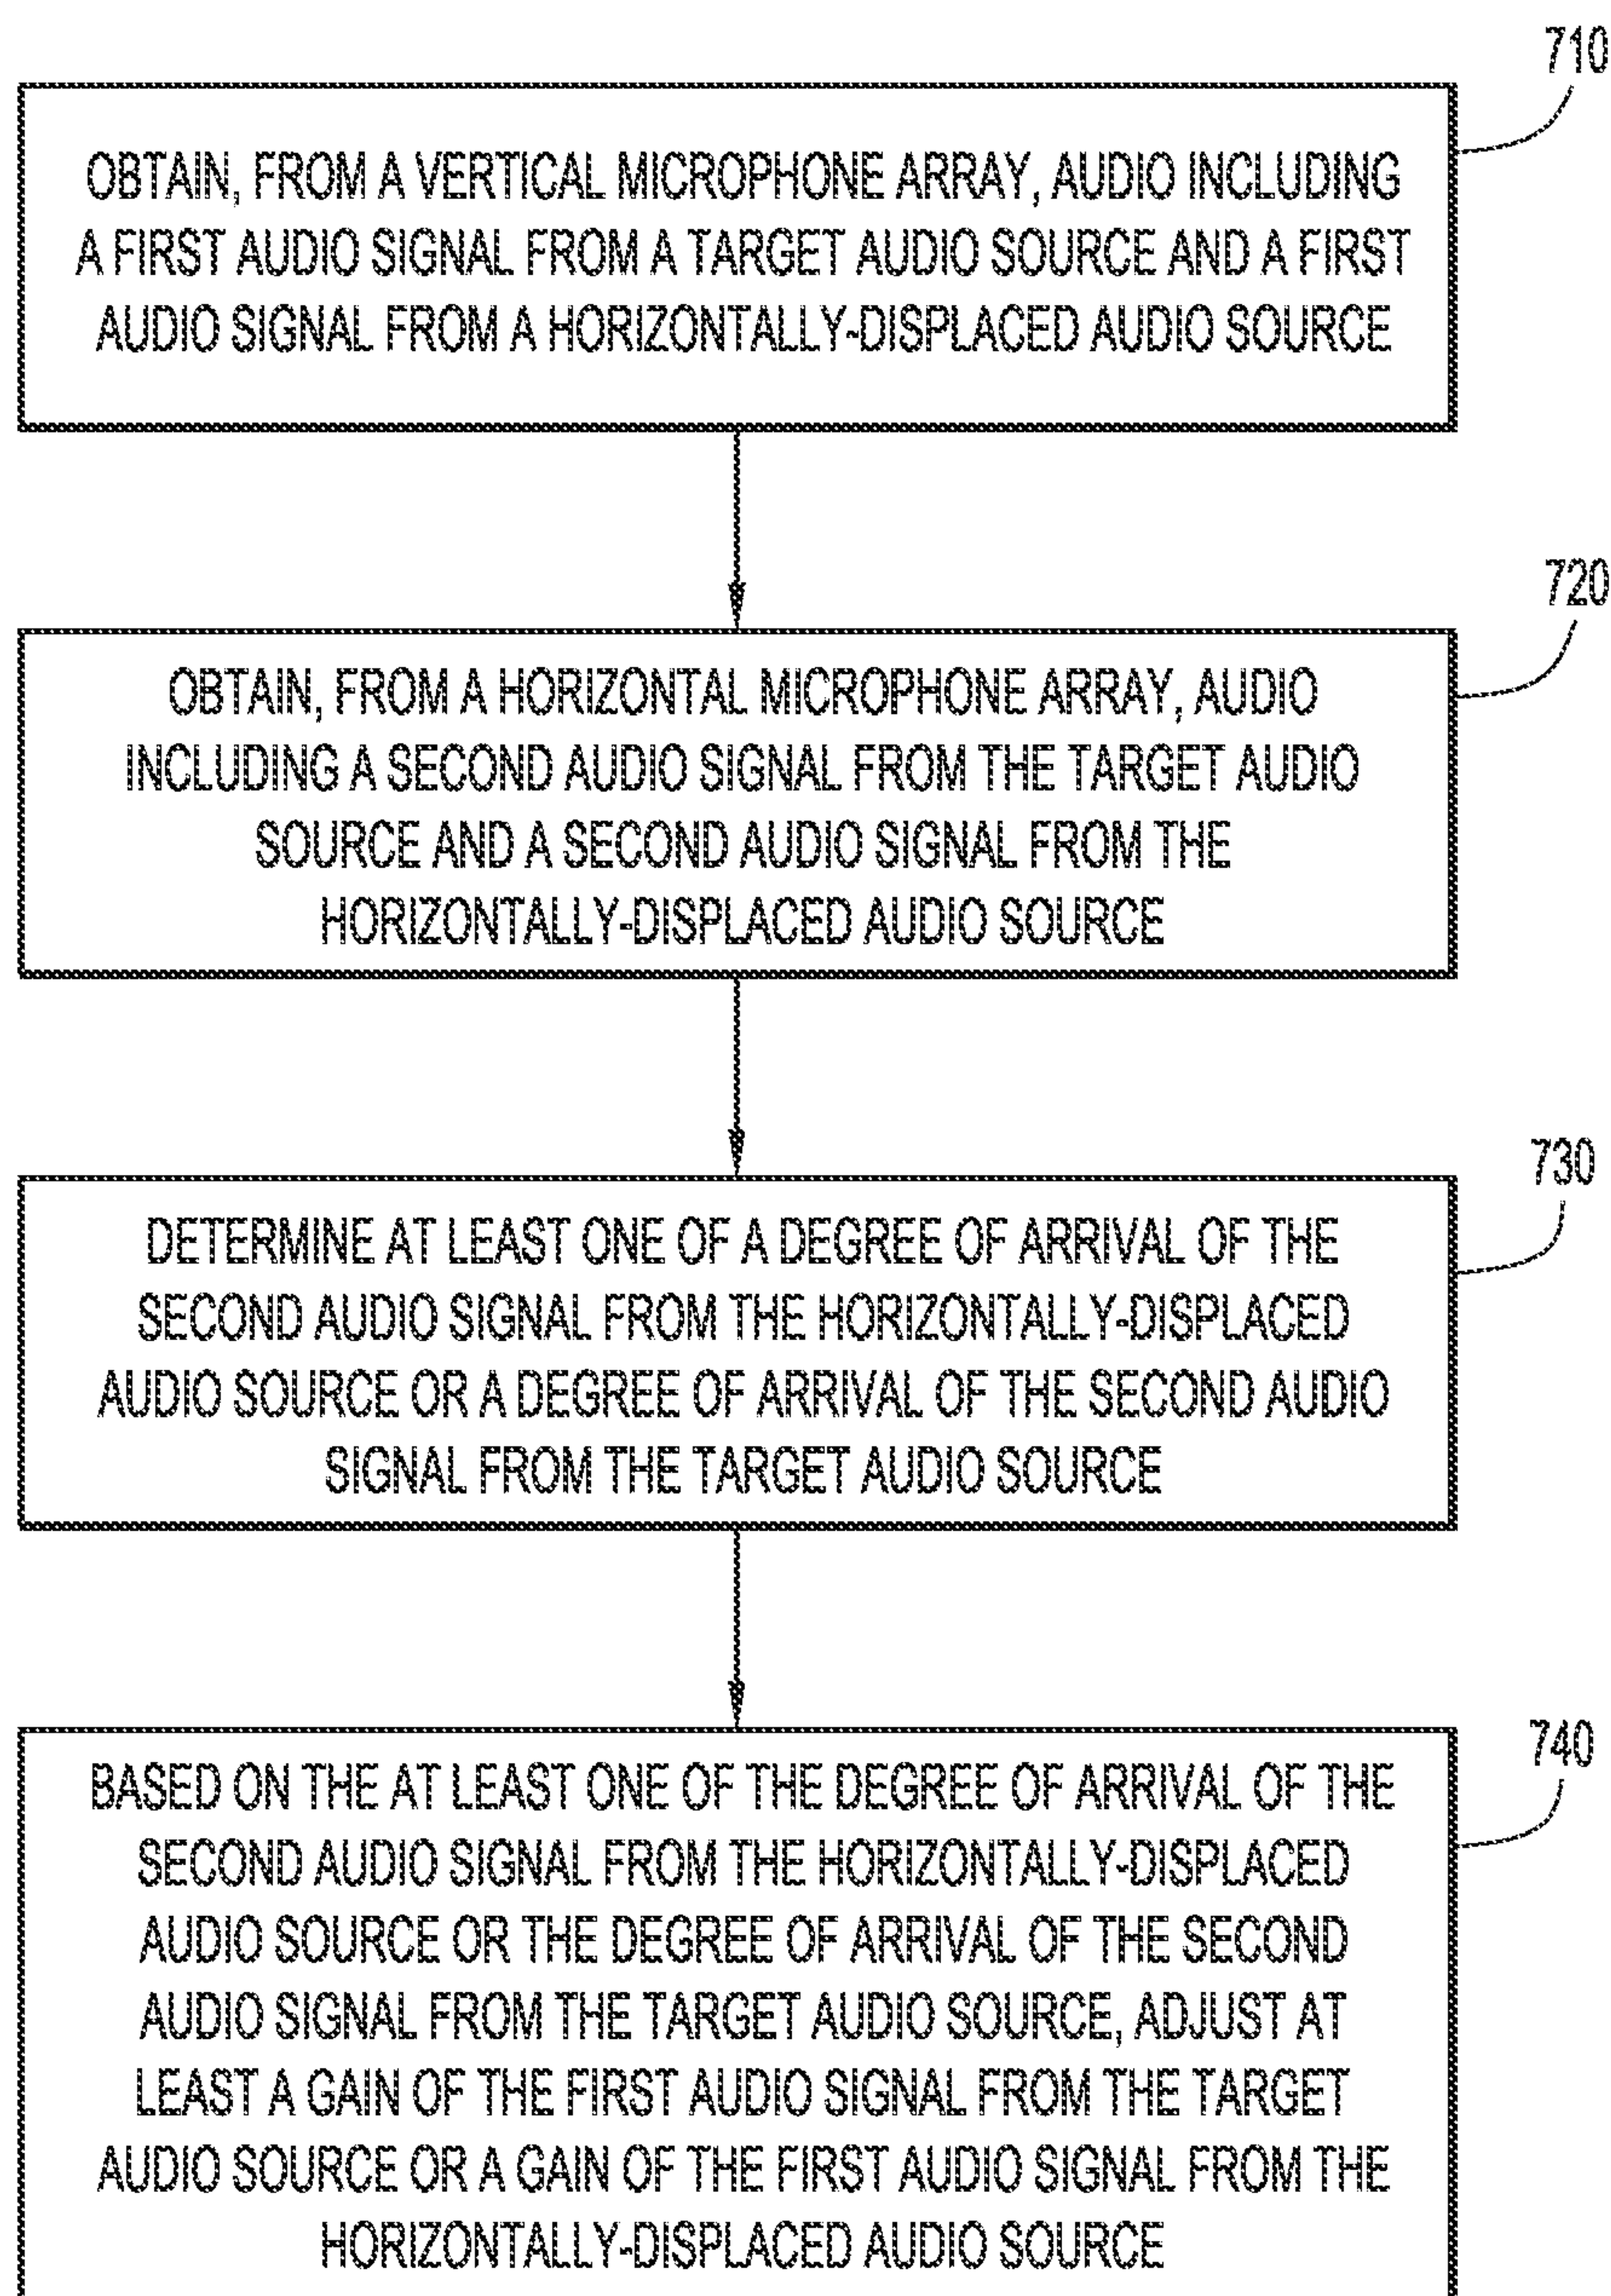 710
OBTAIN, FROM A VERTICAL MICROPHONE ARRAY, AUDIO INCLUDING
A FIRST AUDIO SIGNAL FROM A TARGET AUDIO SOURCE AND A FIRST
AUDIO SIGNAL FROM A HORIZONTALLY-DISPLACED AUDIO SOURCE
720
OBTAIN, FROM A HORIZONTAL MICROPHONE ARRAY, AUDIO
INCLUDING A SECOND AUDIO SIGNAL FROM THE TARGET AUDIO
SOURCE AND A SECOND AUDIO SIGNAL FROM THE
HORIZONTALLY-DISPLACED AUDIO SOURCE
730
DETERMINE AT LEAST ONE OF A DEGREE OF ARRIVAL OF THE
SECOND AUDIO SIGNAL FROM THE HORIZONTALLY-DISPLACED
AUDIO SOURCE OR A DEGREE OF ARRIVAL OF THE SECOND AUDIO
SIGNAL FROM THE TARGET AUDIO SOURCE
740
BASED ON THE AT LEAST ONE OF THE DEGREE OF ARRIVAL OF THE
SECOND AUDIO SIGNAL FROM THE HORIZONTALLY-DISPLACED
AUDIO SOURCE OR THE DEGREE OF ARRIVAL OF THE SECOND
AUDIO SIGNAL FROM THE TARGET AUDIO SOURCE, ADJUST AT
LEAST A GAIN OF THE FIRST AUDIO SIGNAL FROM THE TARGET
AUDIO SOURCE OR A GAIN OF THE FIRST AUDIO SIGNAL FROM THE
HORIZONTALLY-DISPLACED AUDIO SOURCE